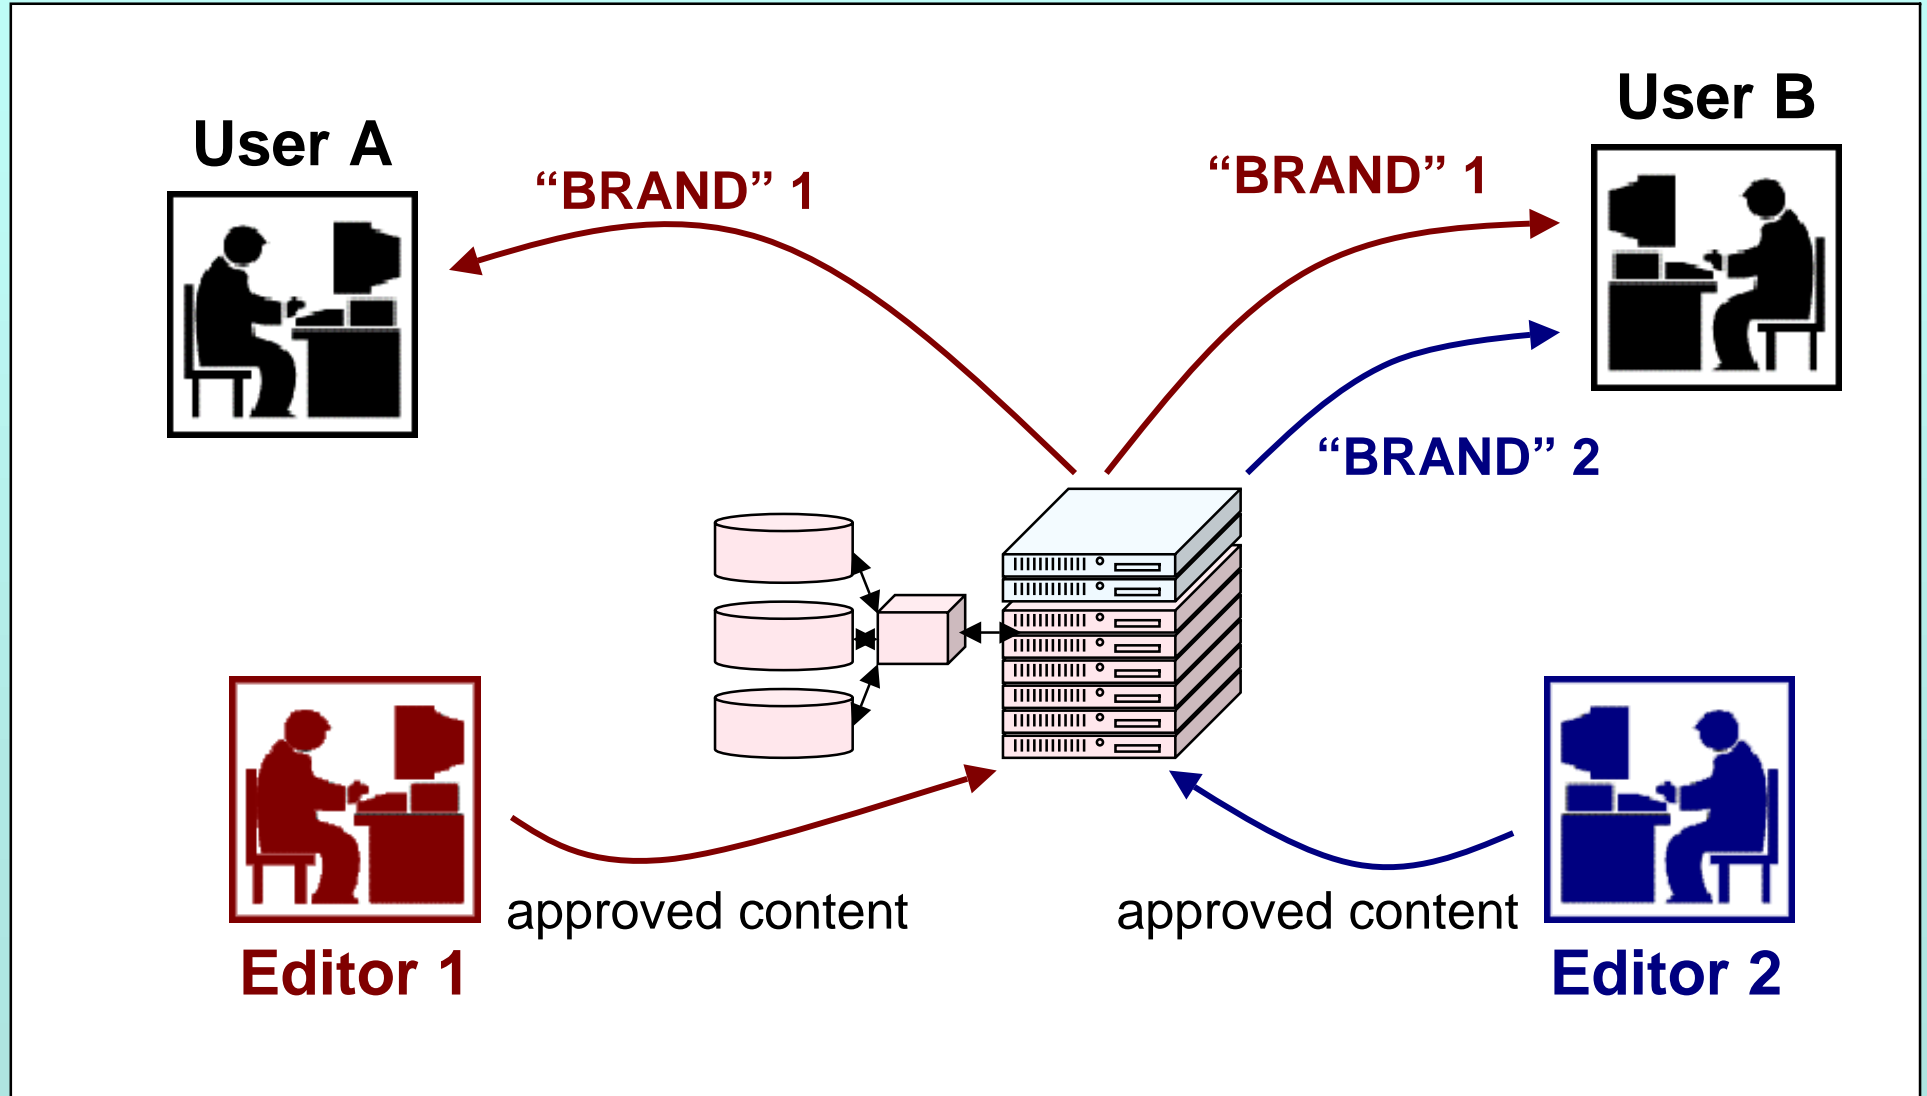 User B
User A
“BRAND” 1
“BRAND” 1
“BRAND” 2
approved content
approved content
Editor 1
Editor 2